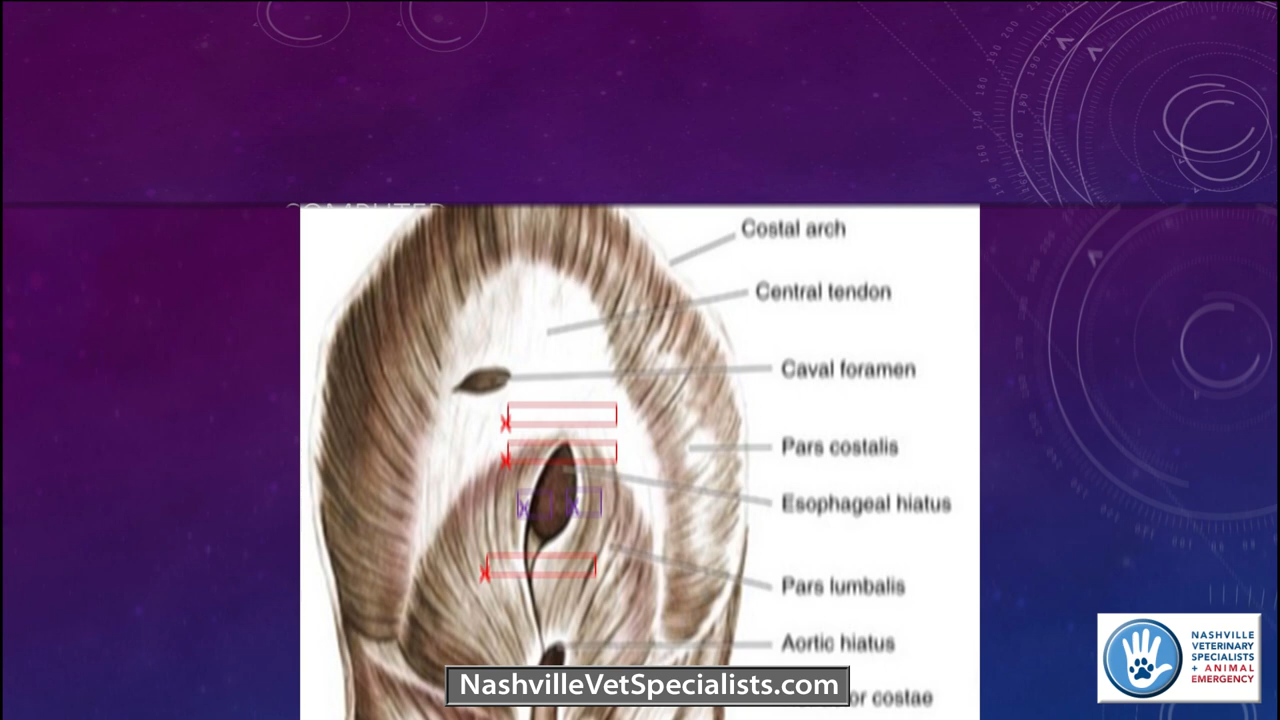 Costal arch
Central tendon
Caval foramen
Pars costalis
Esophageal hiatus
Pars lumbalis
Aortic hiatus
costae
NashvilleVetSpecialists.com
NASHVILLE
VETERINARY
SPECIALISTS
+ ANIMAL
EMERGENCY